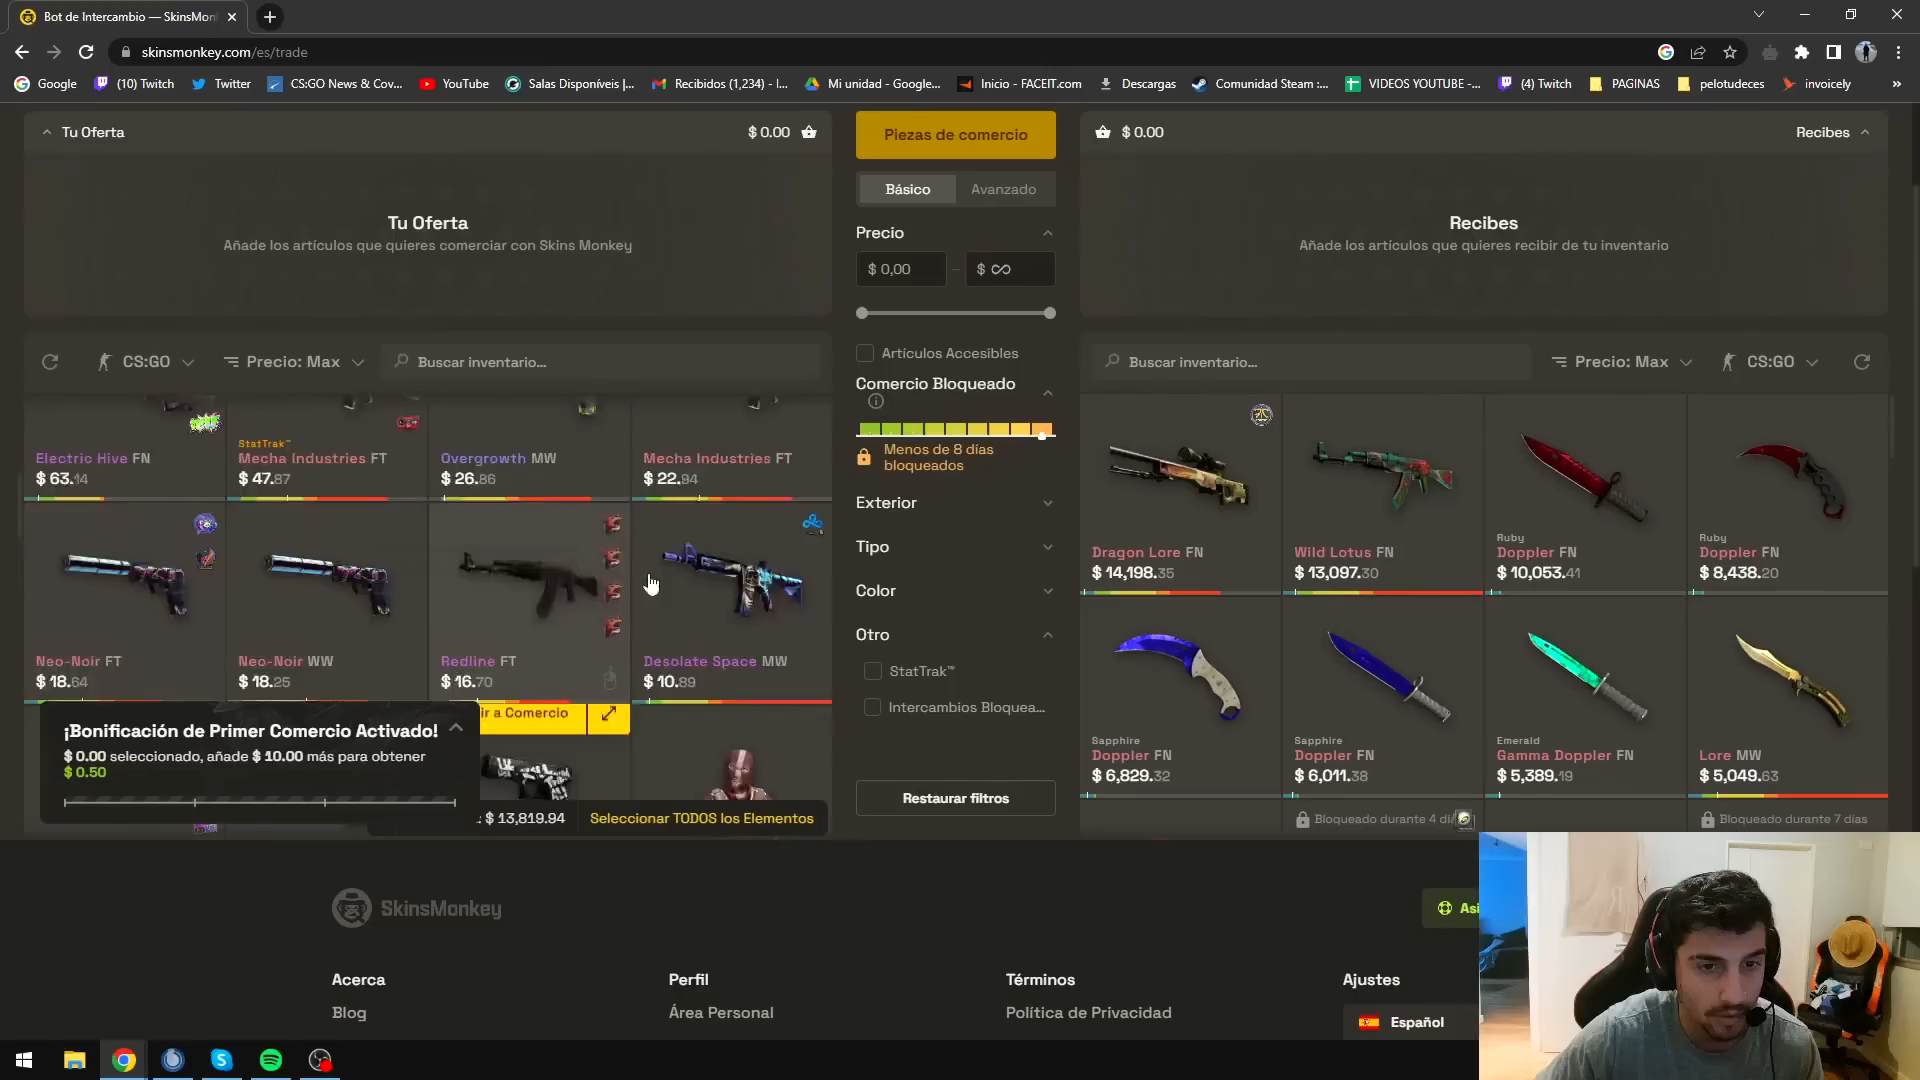 Bot de Intercambio — SkinsMon
skinsmonkey.com/es/trade
Google
(10) Twitch
Twitter
CS:GO News & Cov...
YouTube
Salas Disponíveis |...
Recibidos (1,234) - l...
Mi unidad - Google...
Inicio - FACEIT.com
Descargas
Comunidad Steam :...
VIDEOS YOUTUBE -...
(4) Twitch
PAGINAS
pelotudeces
invoicely
»
Tu Oferta
$ 0.00
Tu Oferta
Añade los artículos que quieres comerciar con Skins Monkey
Piezas de comercio
Básico
Avanzado
Precio
$ 0,00
–
$ ∞
Artículos Accesibles
Comercio Bloqueado
Menos de 8 días
bloqueados
Exterior
Tipo
Color
Otro
StatTrak™
Intercambios Bloquea...
Restaurar filtros
$ 0.00
Recibes
Recibes
Añade los artículos que quieres recibir de tu inventario
CS:GO
Precio: Max
Buscar inventario...
Electric Hive FN
$ 63.14
StatTrak™
Mecha Industries FT
$ 47.87
Overgrowth MW
$ 26.86
Mecha Industries FT
$ 22.94
Neo-Noir FT
$ 18.64
Neo-Noir WW
$ 18.25
Redline FT
$ 16.70
Desolate Space MW
$ 10.89
ir a Comercio
¡Bonificación de Primer Comercio Activado!
$ 0.00 seleccionado, añade $ 10.00 más para obtener
$ 0.50
: $ 13,819.94
Seleccionar TODOS los Elementos
Buscar inventario...
Precio: Max
CS:GO
Dragon Lore FN
$ 14,198.35
Wild Lotus FN
$ 13,097.30
Ruby
Doppler FN
$ 10,053.41
Ruby
Doppler FN
$ 8,438.20
Sapphire
Doppler FN
$ 6,829.32
Sapphire
Doppler FN
$ 6,011.38
Emerald
Gamma Doppler FN
$ 5,389.19
Lore MW
$ 5,049.63
Bloqueado durante 4 dí
Bloqueado durante 7 días
SkinsMonkey
Asi
Acerca
Blog
Perfil
Área Personal
Términos
Política de Privacidad
Ajustes
Español